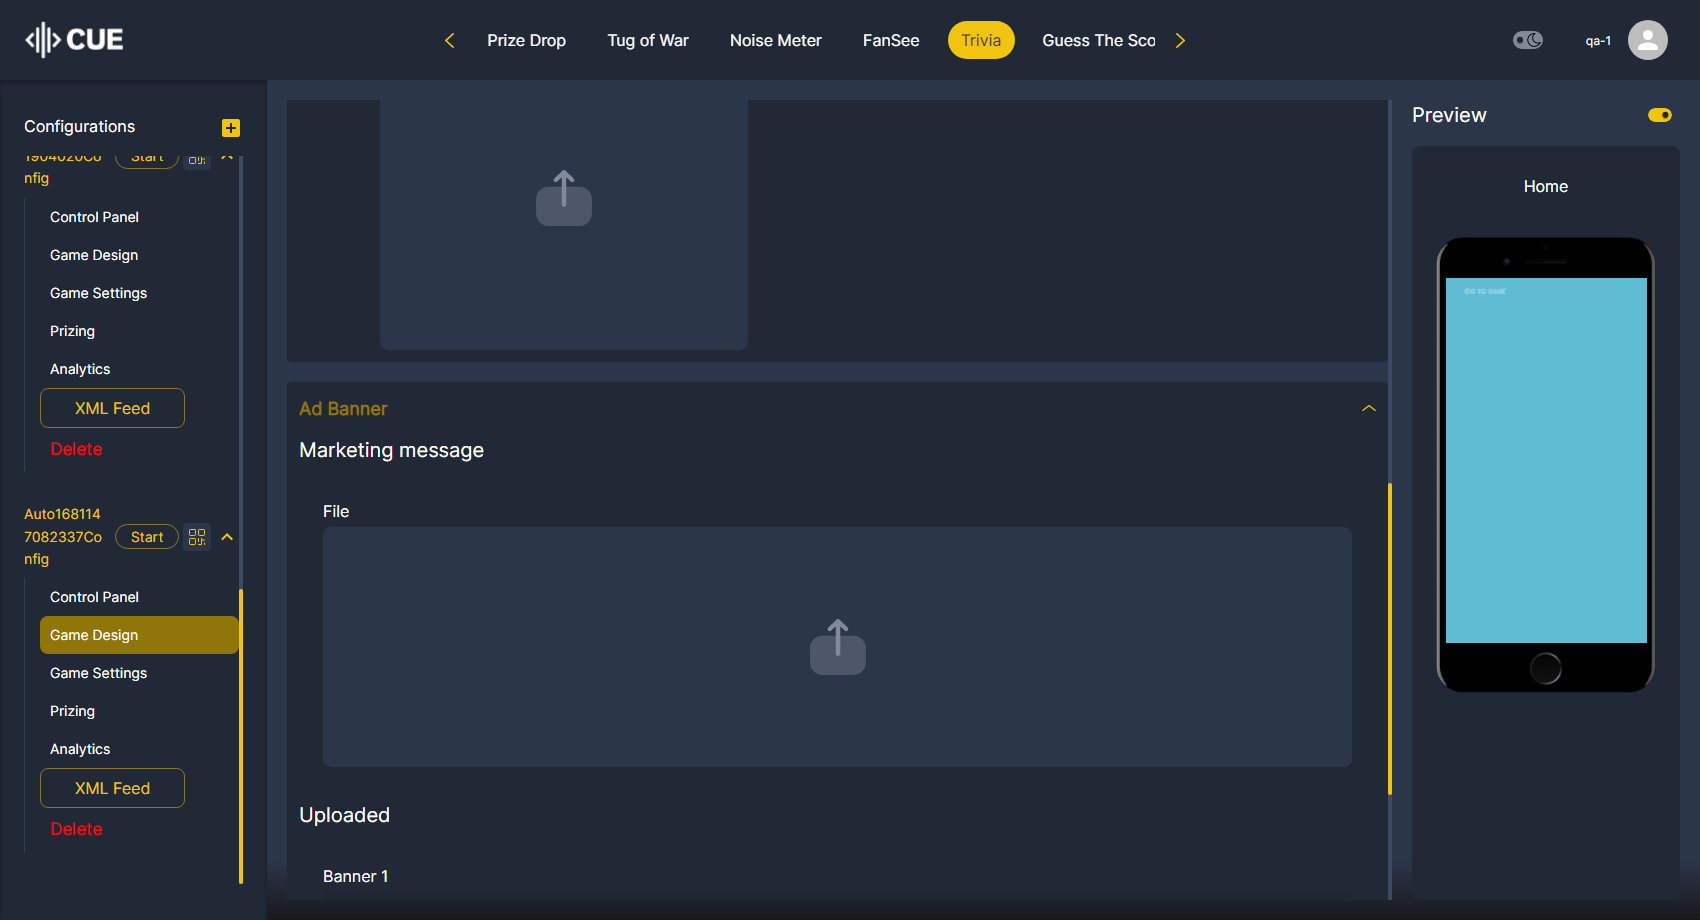 CUE
Prize Drop
Tug of War
Noise Meter
FanSee
Trivia
Guess The Sco
qa-1
Configurations
1904020Co
nfig
Start
Control Panel
Game Design
Game Settings
Prizing
Analytics
XML Feed
Delete
Auto168114
7082337Co
nfig
Start
Control Panel
Game Design
Game Settings
Prizing
Analytics
XML Feed
Delete
Ad Banner
Marketing message
File
Uploaded
Banner 1
Preview
Home
GO TO GAME